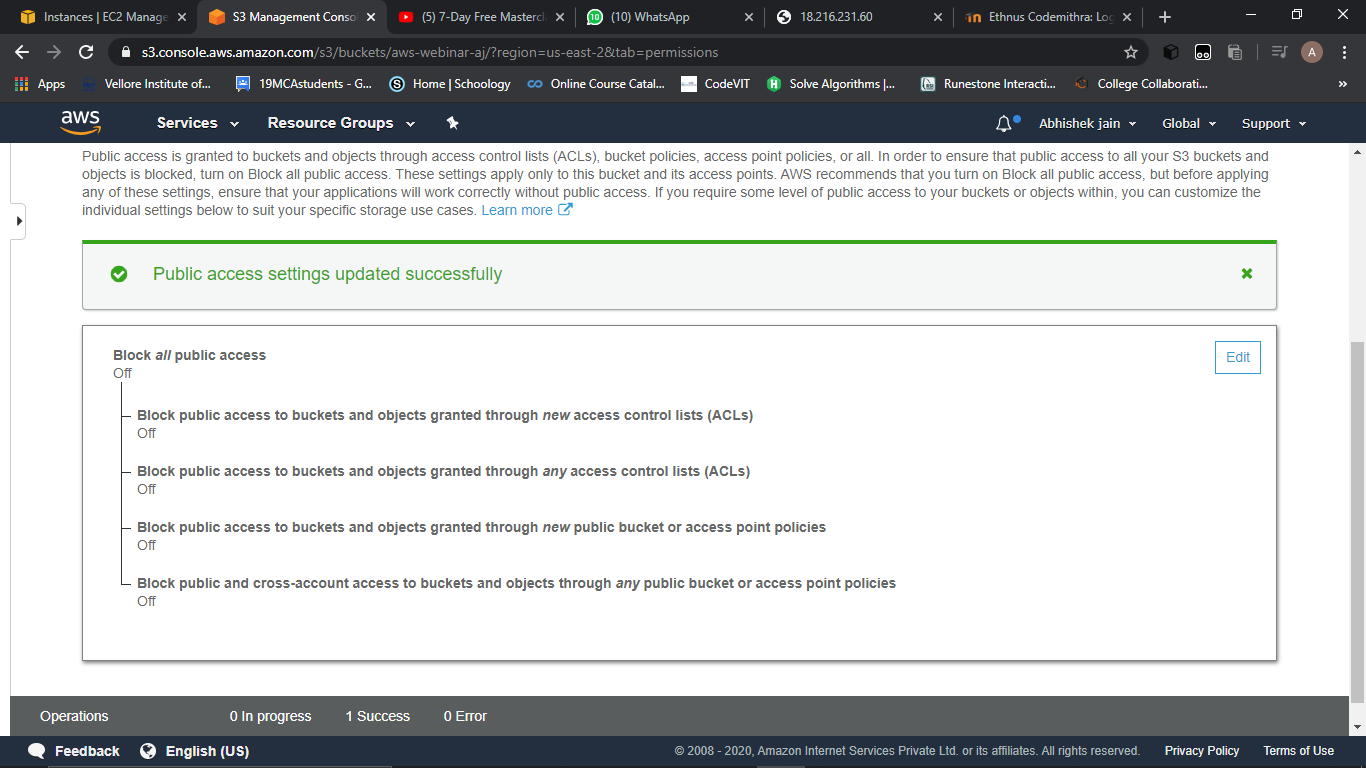 Instances | EC2 Manage
S3 Management Conso
(5) 7-Day Free Mastercl
10
(10) WhatsApp
18.216.231.60
Ethnus Codemithra: Log
s3.console.aws.amazon.com/s3/buckets/aws-webinar-aj/?region=us-east-2&tab=permissions
A
Apps
Vellore Institute of...
19MCAstudents - G...
S
Home | Schoology
Online Course Catal...
CodeVIT
H
Solve Algorithms |...
Runestone Interacti...
College Collaborati...
»
aws
Services
Resource Groups
Abhishek jain
Global
Support
Public access is granted to buckets and objects through access control lists (ACLs), bucket policies, access point policies, or all. In order to ensure that public access to all your S3 buckets and
objects is blocked, turn on Block all public access. These settings apply only to this bucket and its access points. AWS recommends that you turn on Block all public access, but before applying
any of these settings, ensure that your applications will work correctly without public access. If you require some level of public access to your buckets or objects within, you can customize the
individual settings below to suit your specific storage use cases. Learn more
Public access settings updated successfully
Block all public access
Edit
Off
Block public access to buckets and objects granted through new access control lists (ACLs)
Off
Block public access to buckets and objects granted through any access control lists (ACLs)
Off
Block public access to buckets and objects granted through new public bucket or access point policies
Off
Block public and cross-account access to buckets and objects through any public bucket or access point policies
Off
Operations
0 In progress
1 Success
0 Error
Feedback
English (US)
© 2008 - 2020, Amazon Internet Services Private Ltd. or its affiliates. All rights reserved.
Privacy Policy
Terms of Use